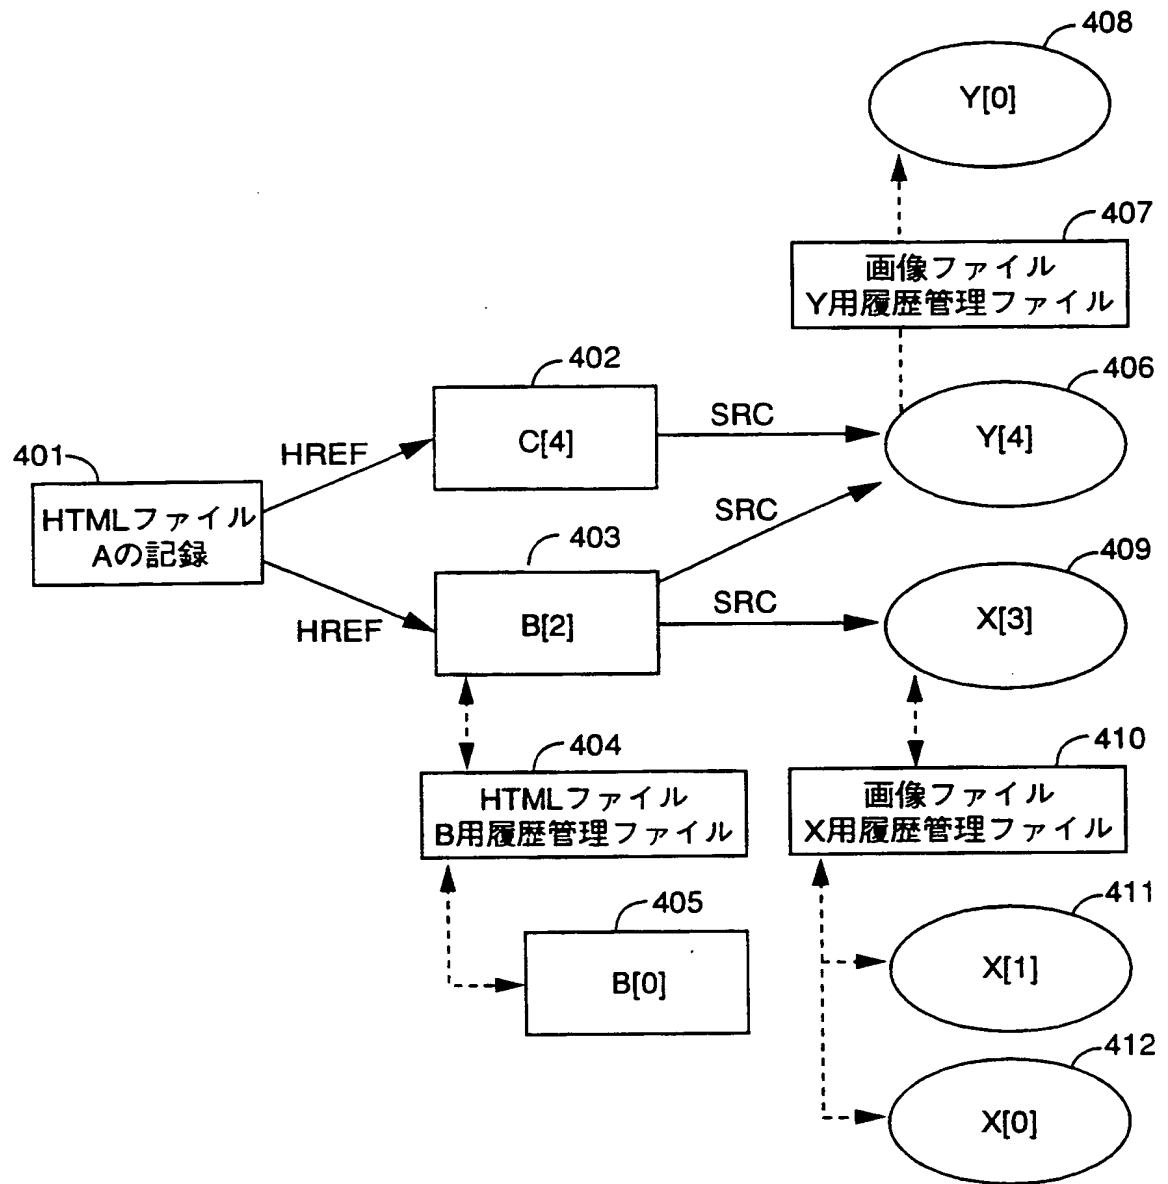 408
Y[0]
407
画像ファイル
Y用履歴管理ファイル
402
406
C[4]
SRC
Y[4]
HREF
401
HTMLファイル
Aの記録
SRC
403
409
B[2]
SRC
X[3]
HREF
404
410
HTMLファイル
B用履歴管理ファイル
画像ファイル
X用履歴管理ファイル
405
411
B[0]
X[1]
412
X[0]